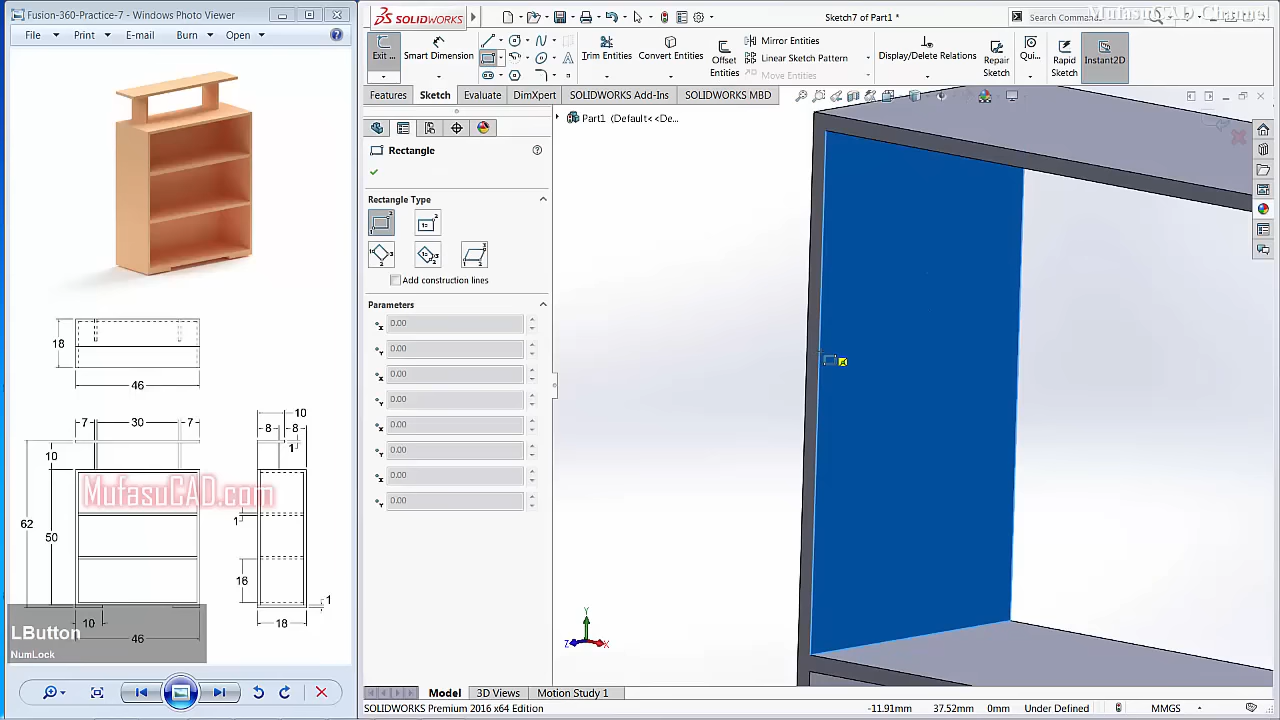 Fusion-360-Practice-7 - Windows Photo Viewer
File Print E-mail Burn Open
18
46
7 30 7
10
62
50
10
46
10
8 8
1
1
16
1
18
MufasuCAD.com
LButton
NumLock
SOLIDWORKS
Sketch7 of Part1 *
Search Comman
MufasuCAD Channel
Exit ...
Smart Dimension
Trim Entities
Convert Entities
Offset
Entities
Mirror Entities
Linear Sketch Pattern
Move Entities
Display/Delete Relations
Repair
Sketch
Qui...
Rapid
Sketch
Instant2D
Features Sketch Evaluate DimXpert SOLIDWORKS Add-Ins SOLIDWORKS MBD
Part1 (Default< <De...
Rectangle
Rectangle Type
Add construction lines
Parameters
0.00
0.00
0.00
0.00
0.00
0.00
0.00
0.00
Y
Z
X
Model 3D Views Motion Study 1
SOLIDWORKS Premium 2016 x64 Edition
-11.91mm 37.52mm 0mm Under Defined MMGS